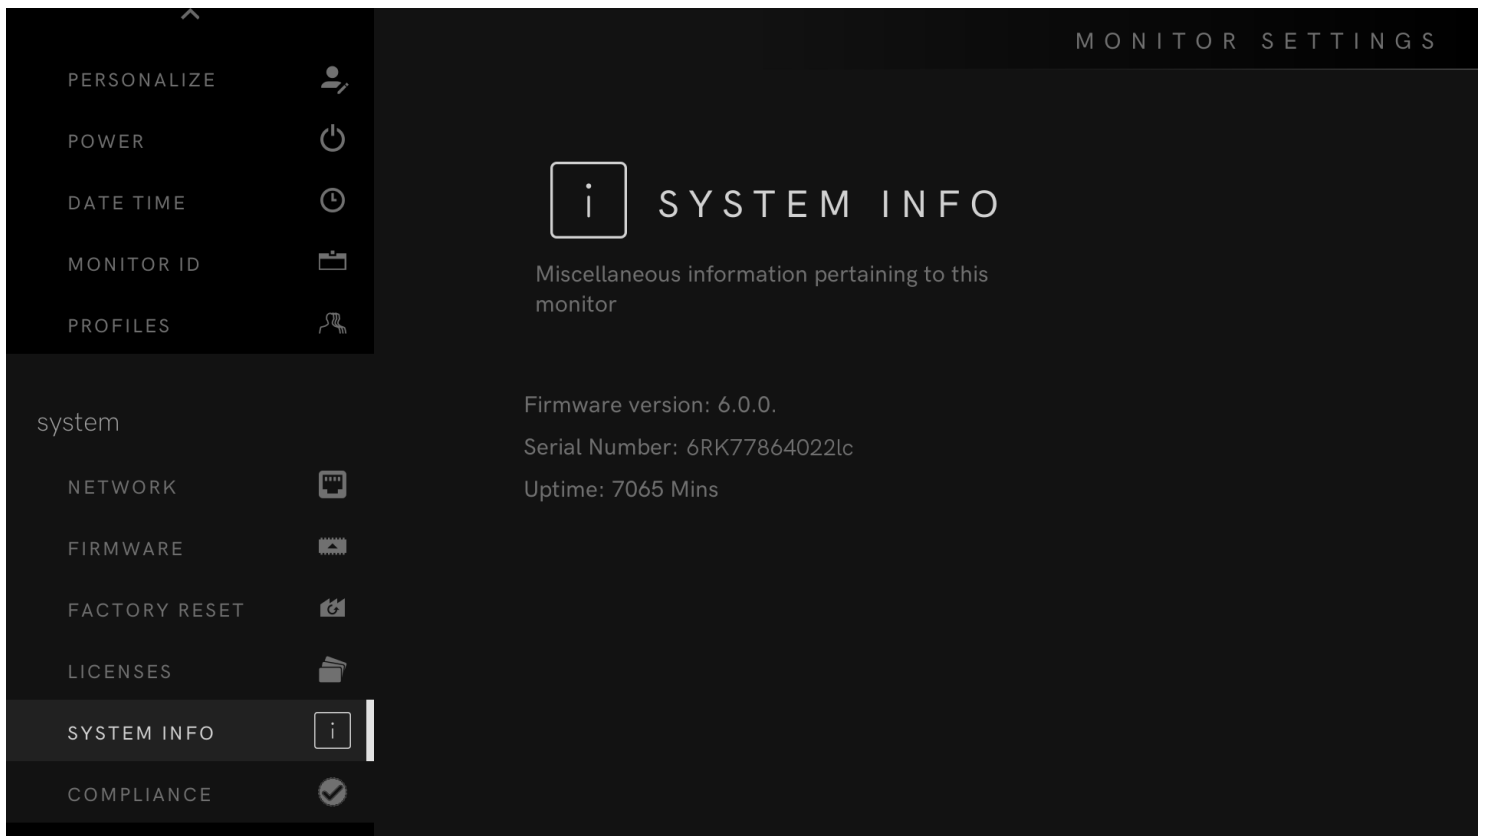 MONITOR SETTINGS
PERSONALIZE
POWER
DATE TIME
MONITOR ID
PROFILES
system
NETWORK
FIRMWARE
FACTORY RESET
LICENSES
SYSTEM INFO
COMPLIANCE
i SYSTEM INFO
Miscellaneous information pertaining to this
monitor
Firmware version: 6.0.0.
Serial Number: 6RK77864022lc
Uptime: 7065 Mins